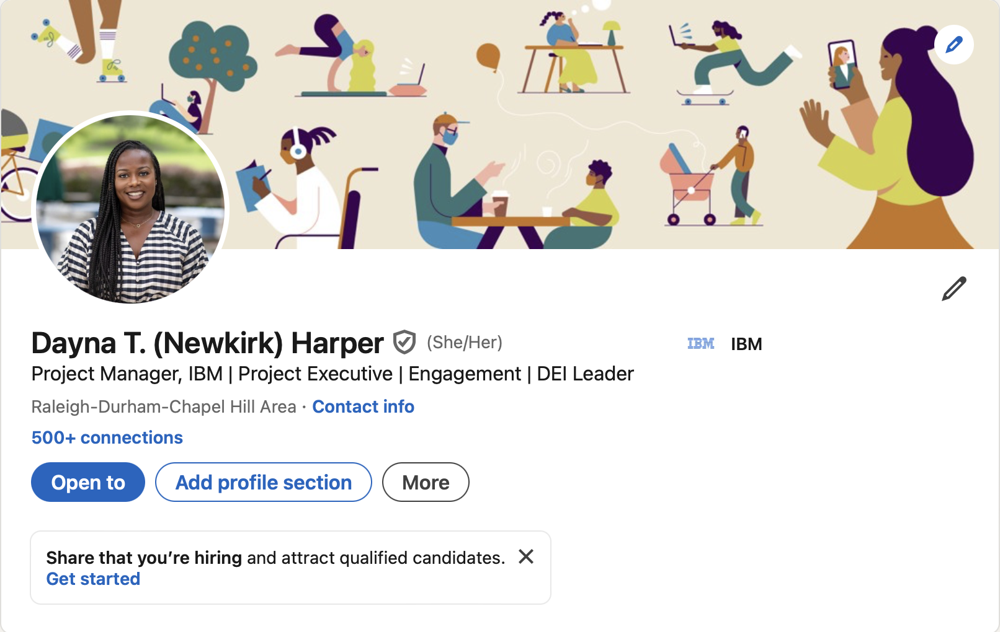 Dayna T. (Newkirk) Harper (She/Her)
IBM IBM
Project Manager, IBM | Project Executive | Engagement | DEI Leader
Raleigh-Durham-Chapel Hill Area · Contact info
500+ connections
Open to Add profile section More
Share that you’re hiring and attract qualified candidates.
Get started